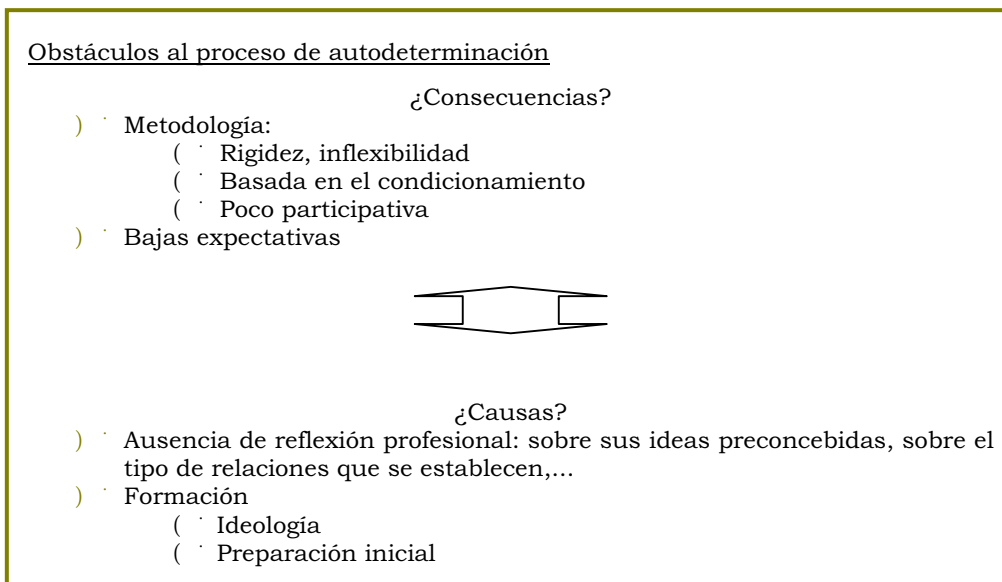 Obstáculos al proceso de autodeterminación
¿Consecuencias?
) ˙ Metodología:
( ˙ Rigidez, inflexibilidad
( ˙ Basada en el condicionamiento
( ˙ Poco participativa
) ˙ Bajas expectativas
¿Causas?
) ˙ Ausencia de reflexión profesional: sobre sus ideas preconcebidas, sobre el
tipo de relaciones que se establecen,...
) ˙ Formación
( ˙ Ideología
( ˙ Preparación inicial